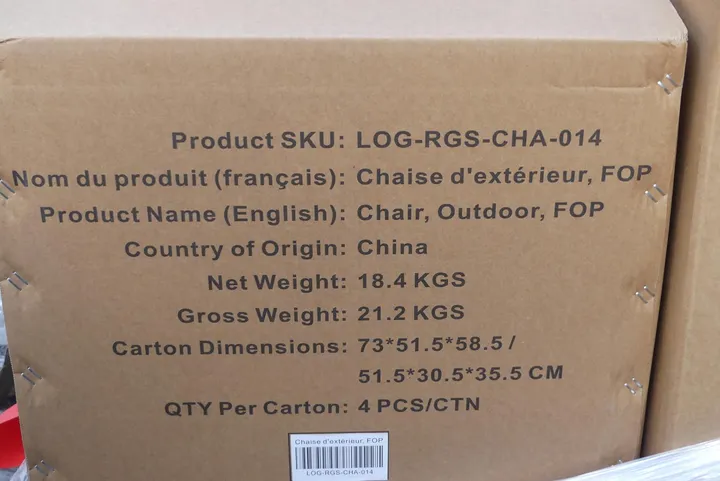 Product SKU: LOG-RGS-CHA-014
Nom du produit (français): Chaise d'extérieur, FOP
Product Name (English): Chair, Outdoor, FOP
Country of Origin: China
Net Weight: 18.4 KGS
Gross Weight: 21.2 KGS
Carton Dimensions: 73*51.5*58.5 /
51.5*30.5*35.5 CM
QTY Per Carton: 4 PCS/CTN
Chaise d'extérieur, FOP
LOG-RGS-CHA-014